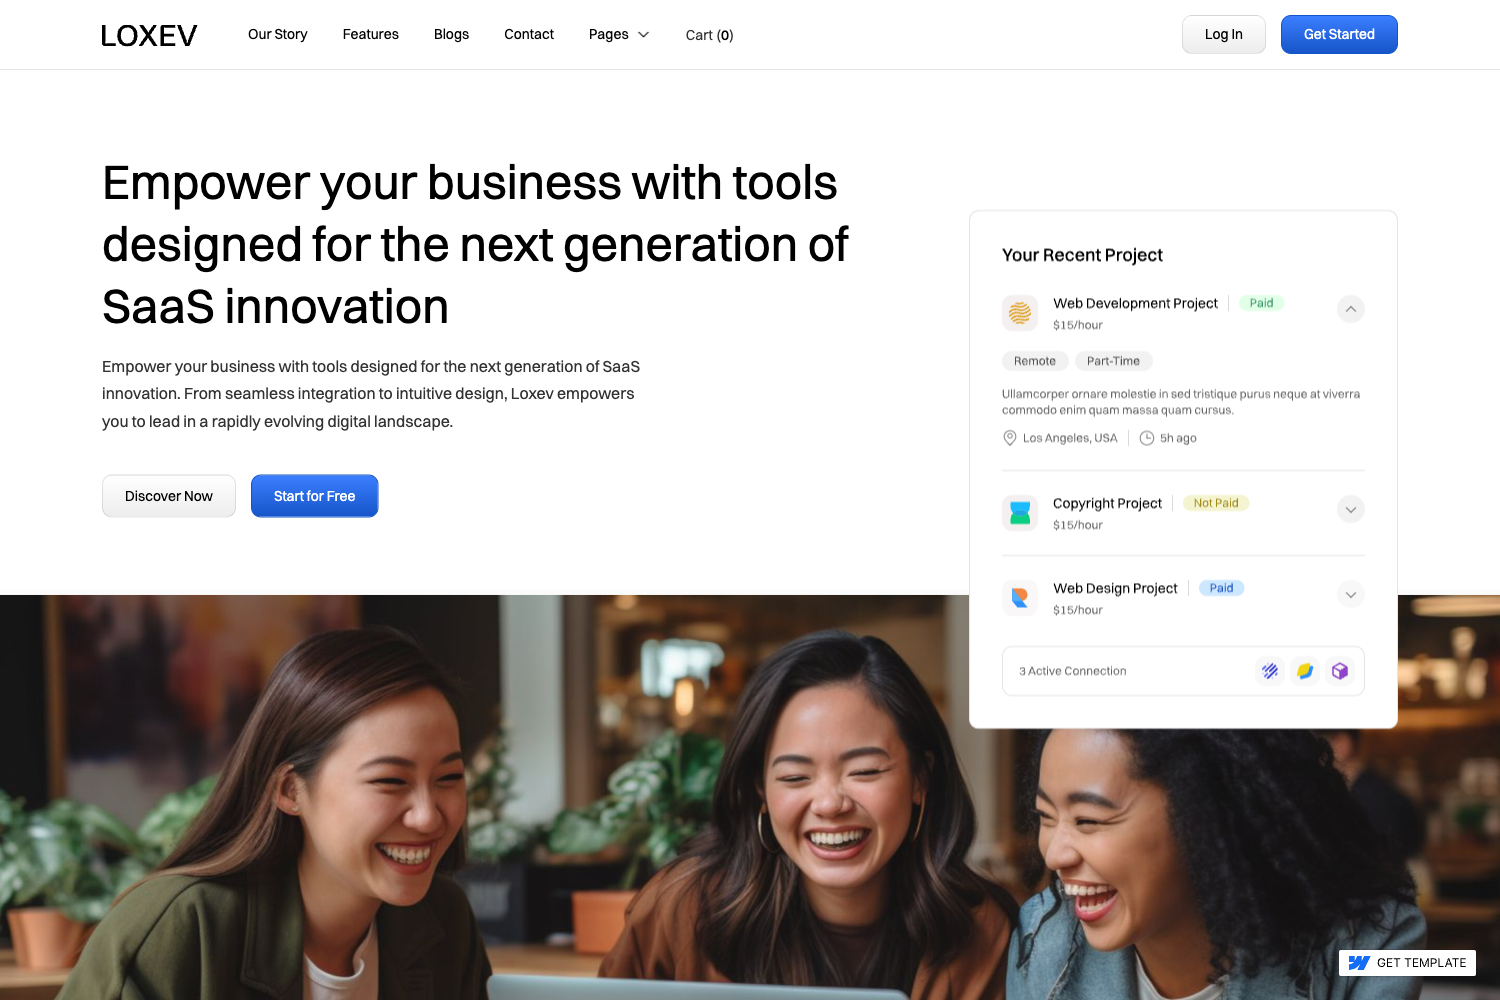 LOXEV
Our Story
Features
Blogs
Contact
Pages
Cart (0)
Log In
Get Started
Empower your business with tools
designed for the next generation of
SaaS innovation
Empower your business with tools designed for the next generation of SaaS
innovation. From seamless integration to intuitive design, Loxev empowers
you to lead in a rapidly evolving digital landscape.
Discover Now
Start for Free
Your Recent Project
Web Development Project
Paid
$15/hour
Remote
Part-Time
Ullamcorper ornare molestie in sed tristique purus neque at viverra
commodo enim quam massa quam cursus.
Los Angeles, USA
5h ago
Copyright Project
Not Paid
$15/hour
Web Design Project
Paid
$15/hour
3 Active Connection
GET TEMPLATE